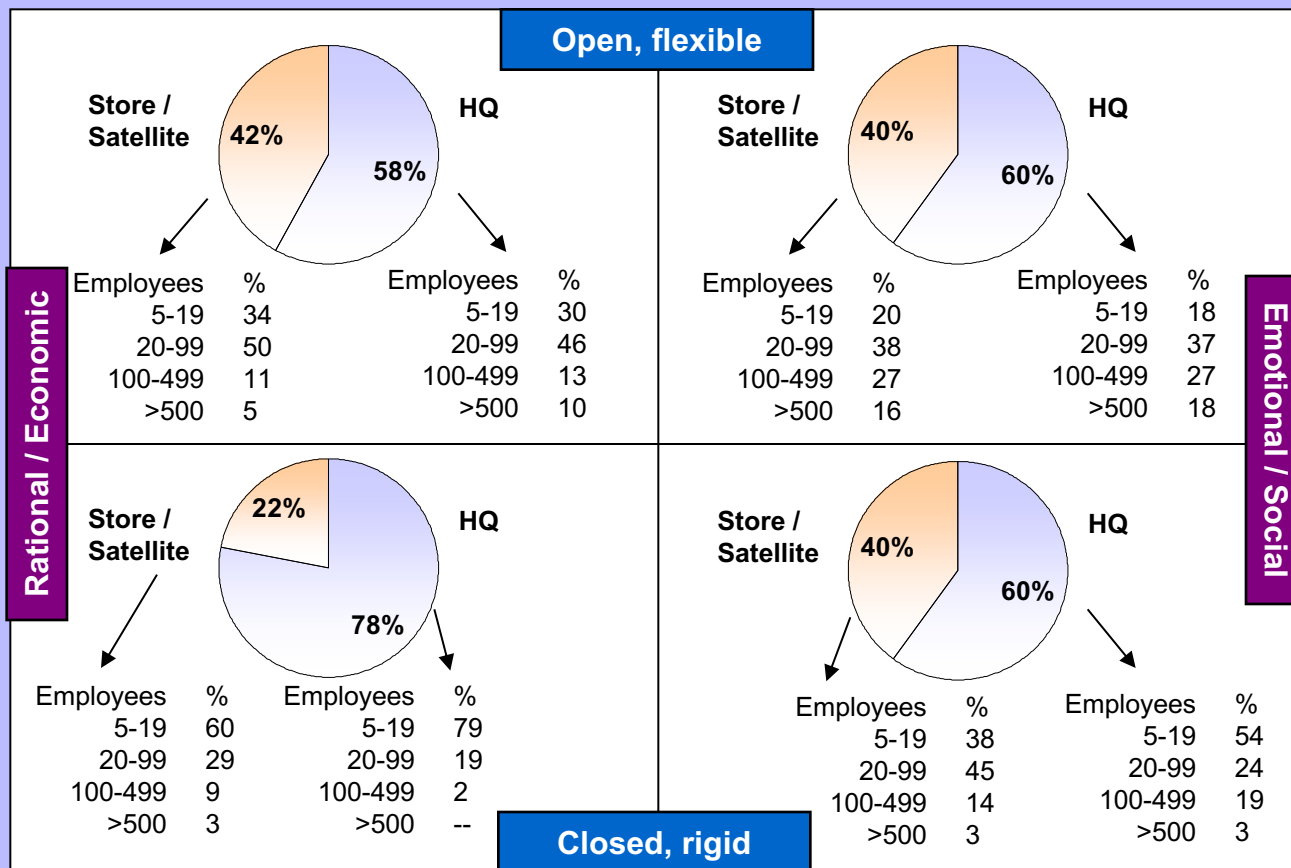 Open, flexible
Store /
Satellite
42%
58%
HQ
Employees %
5-19 34
20-99 50
100-499 11
>500 5
Employees %
5-19 30
20-99 46
100-499 13
>500 10
Store /
Satellite
40%
60%
HQ
Employees %
5-19 20
20-99 38
100-499 27
>500 16
Employees %
5-19 18
20-99 37
100-499 27
>500 18
Rational / Economic
Emotional / Social
Store /
Satellite
22%
78%
HQ
Employees %
5-19 60
20-99 29
100-499 9
>500 3
Employees %
5-19 79
20-99 19
100-499 2
>500 --
Store /
Satellite
40%
60%
HQ
Employees %
5-19 38
20-99 45
100-499 14
>500 3
Employees %
5-19 54
20-99 24
100-499 19
>500 3
Closed, rigid